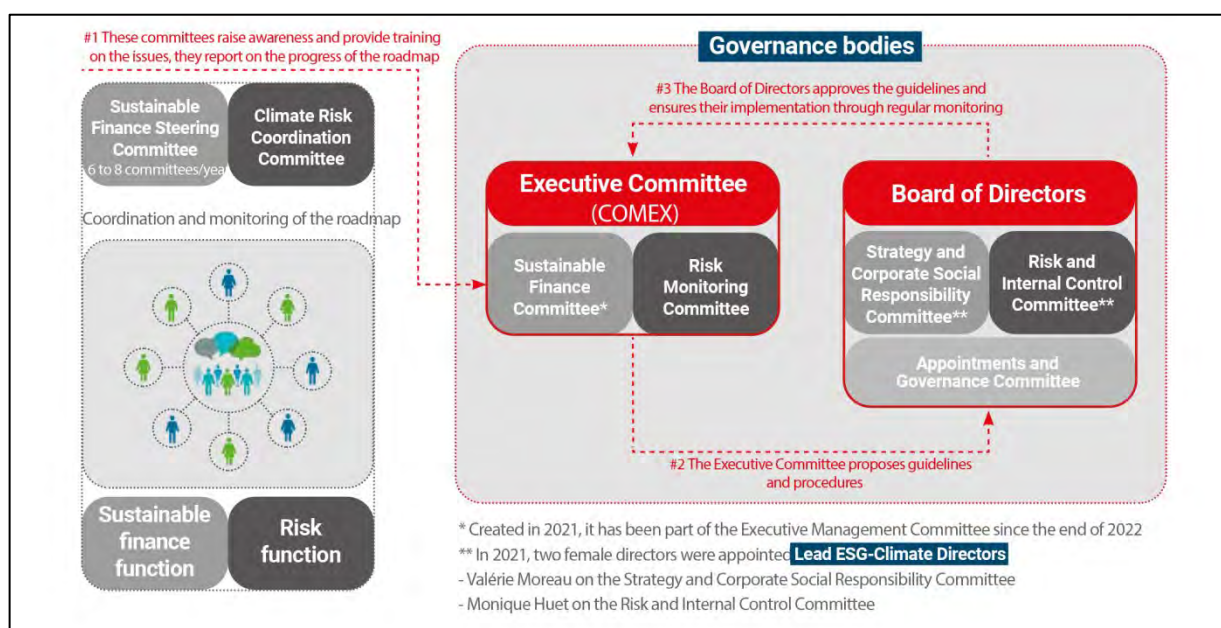 #1 These committees raise awareness and provide training
on the issues, they report on the progress of the roadmap
Sustainable
Finance Steering
Committee
6 to 8 committees/year
Climate Risk
Coordination
Committee
Coordination and monitoring of the roadmap
Sustainable
finance
function
Risk
function
Governance bodies
#3 The Board of Directors approves the guidelines and
ensures their implementation through regular monitoring
Executive Committee
(COMEX)
Sustainable
Finance
Committee*
Risk
Monitoring
Committee
Board of Directors
Strategy and
Corporate Social
Responsibility
Committee**
Risk and
Internal Control
Committee**
Appointments and
Governance Committee
#2 The Executive Committee proposes guidelines
and procedures
* Created in 2021, it has been part of the Executive Management Committee since the end of 2022
** In 2021, two female directors were appointed Lead ESG-Climate Directors
- Valérie Moreau on the Strategy and Corporate Social Responsibility Committee
- Monique Huet on the Risk and Internal Control Committee